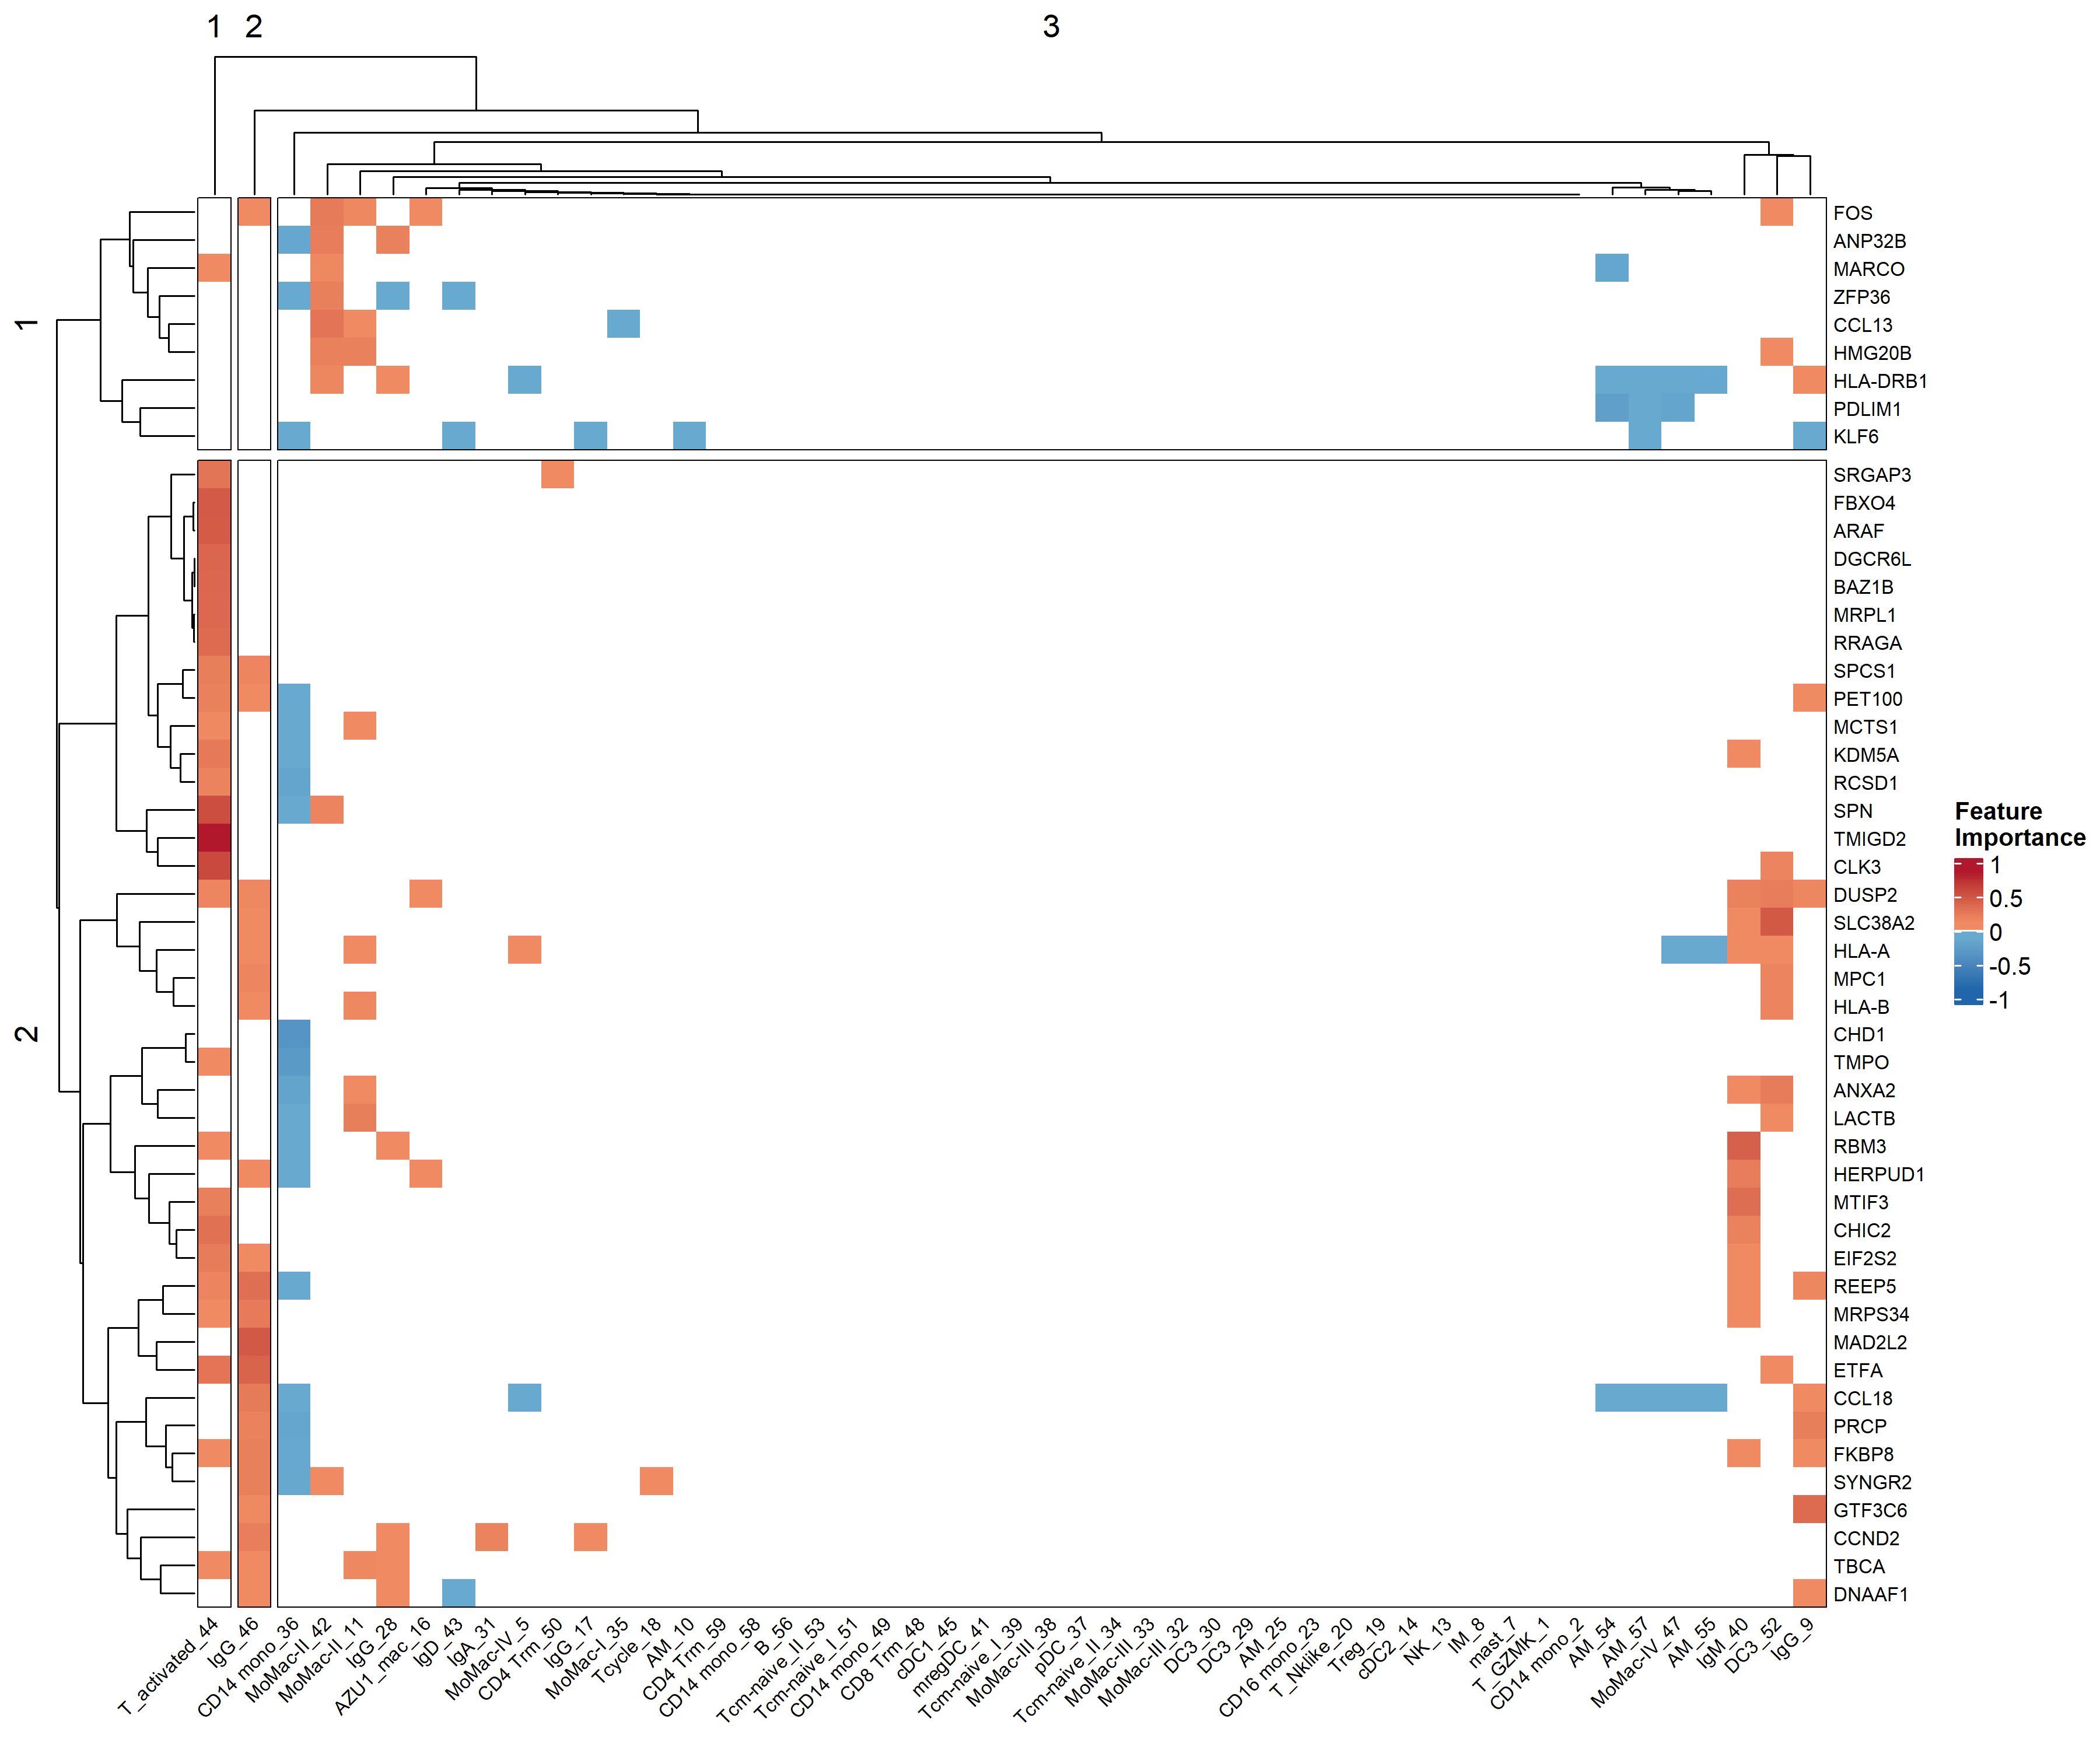 1 2 3
1
2
FOS
ANP32B
MARCO
ZFP36
CCL13
HMG20B
HLA-DRB1
PDLIM1
KLF6
SRGAP3
FBXO4
ARAF
DGCR6L
BAZ1B
MRPL1
RRAGA
SPCS1
PET100
MCTS1
KDM5A
RCSD1
SPN
TMIGD2
CLK3
DUSP2
SLC38A2
HLA-A
MPC1
HLA-B
CHD1
TMPO
ANXA2
LACTB
RBM3
HERPUD1
MTIF3
CHIC2
EIF2S2
REEP5
MRPS34
MAD2L2
ETFA
CCL18
PRCP
FKBP8
SYNGR2
GTF3C6
CCND2
TBCA
DNAAF1
Feature
Importance
1
0.5
0
-0.5
-1
T_activated_44
IgG_46
CD14 mono_36
MoMac-II_42
MoMac-II_11
IgG_28
AZU1_mac_16
IgD_43
IgA_31
MoMac-IV_5
CD4 Trm_50
IgG_17
MoMac-I_35
Tcycle_18
AM_10
CD4 Trm_59
CD14 mono_58
B_56
Tcm-naive_II_53
Tcm-naive_I_51
CD14 mono_49
CD8 Trm_48
cDC1_45
mregDC_41
Tcm-naive_I_39
MoMac-III_38
pDC_37
Tcm-naive_II_34
MoMac-III_33
MoMac-III_32
DC3_30
DC3_29
AM_25
CD16 mono_23
T_Nklike_20
Treg_19
cDC2_14
NK_13
IM_8
mast_7
T_GZMK_1
CD14 mono_2
AM_54
AM_57
MoMac-IV_47
AM_55
IgM_40
DC3_52
IgG_9